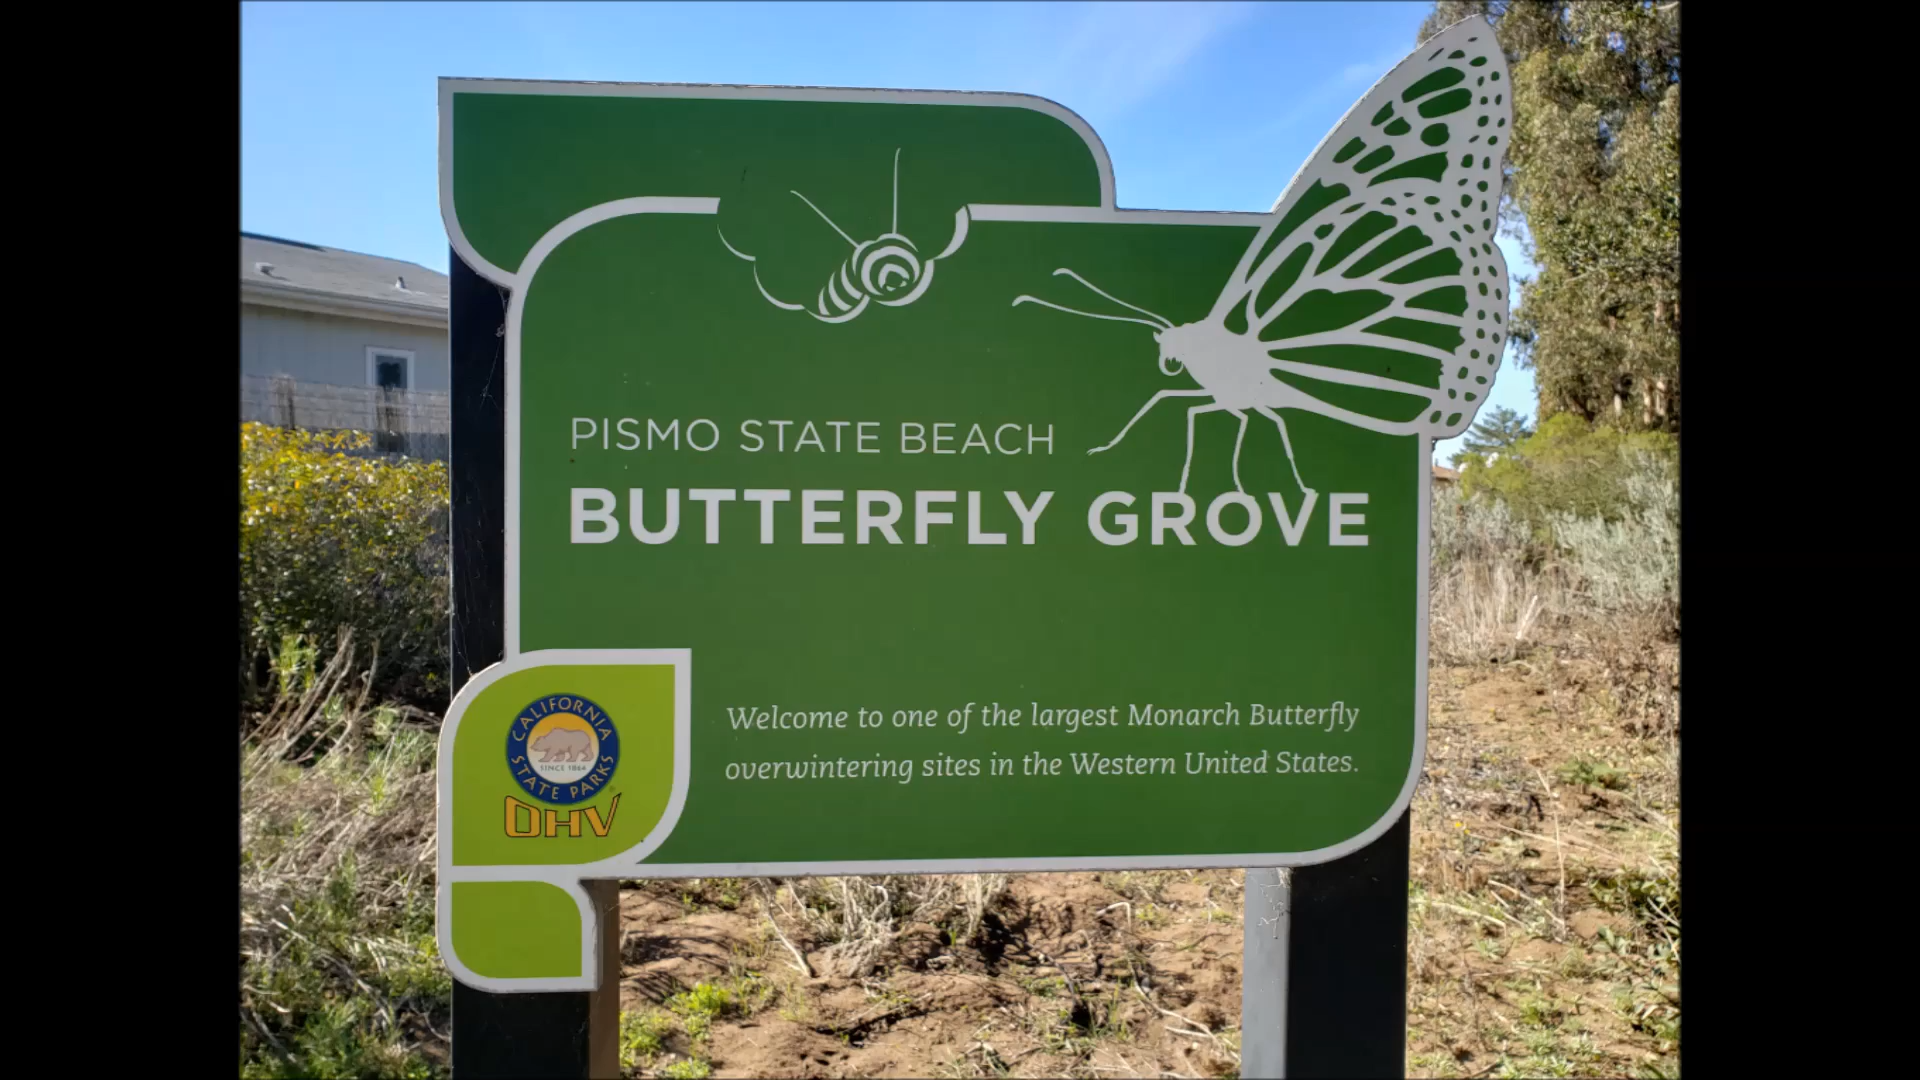 PISMO STATE BEACH
BUTTERFLY GROVE
Welcome to one of the largest Monarch Butterfly
overwintering sites in the Western United States.
CALIFORNIA
SINCE 1864
STATE PARKS
OHV